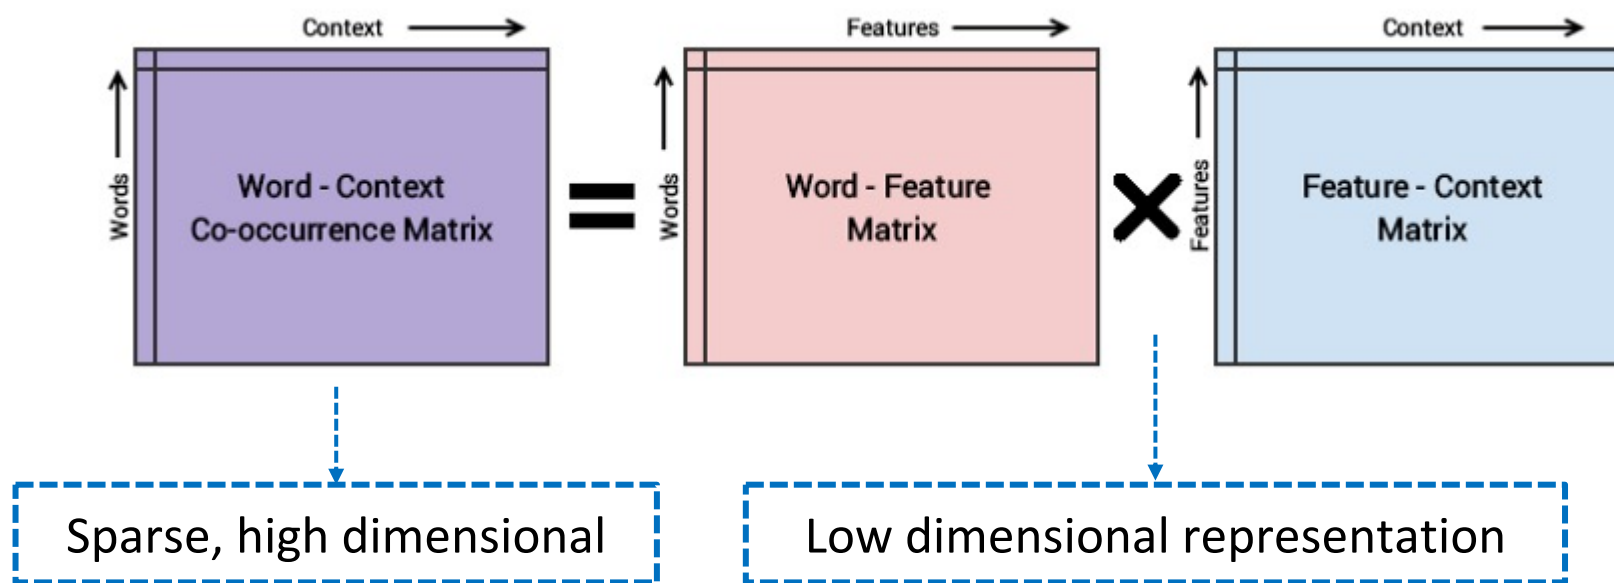 Context
Words
Word - Context
Co-occurrence Matrix
Features
Words
Word - Feature
Matrix
Context
Features
Feature - Context
Matrix
Sparse, high dimensional
Low dimensional representation